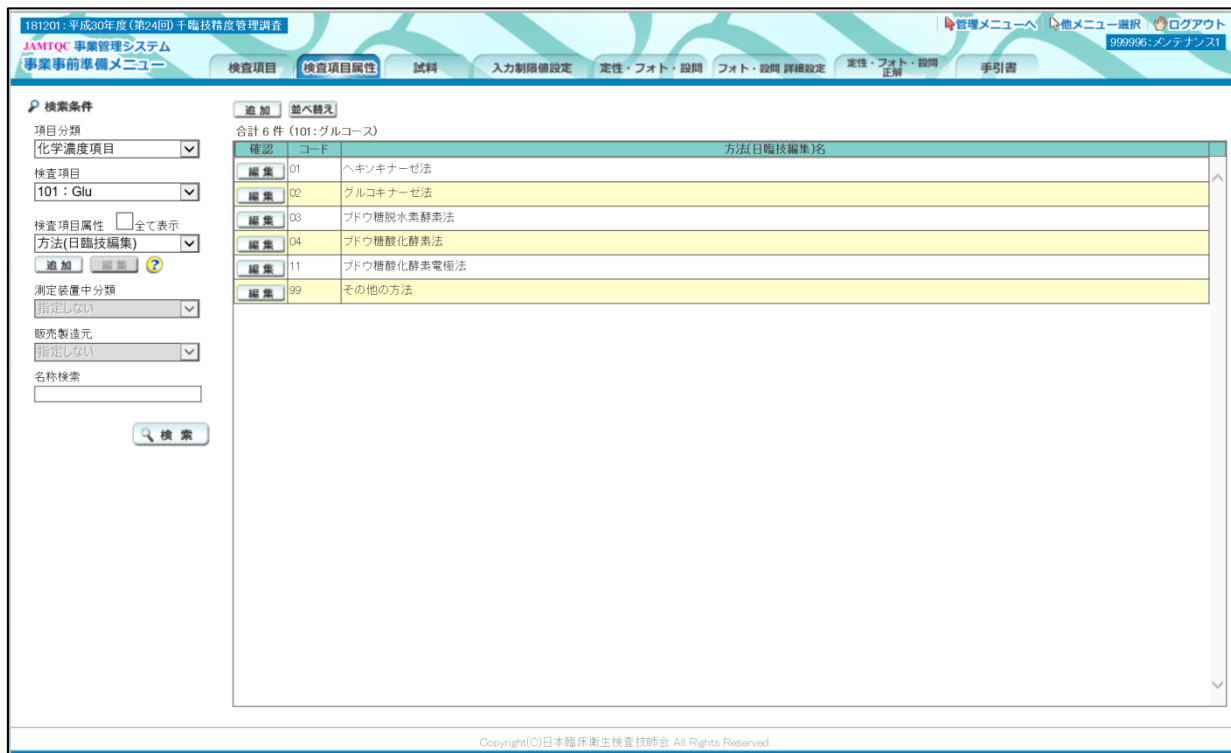 181201:平成30年度(第24回)千臨技精度管理調査
管理メニューへ 他メニュー選択 ログアウト
JAMTQC 事業管理システム
999996:メンテナンス1
事業事前準備メニュー
検査項目 検査項目属性 試料 入力制限値設定 定性・フォト・設問 フォト・設問 詳細設定 定性・フォト・設問 正解 手引書
検索条件
項目分類
化学濃度項目
検査項目
101:Glu
検査項目属性 全て表示
方法(日臨技編集)
追加 編集 ?
測定装置中分類
指定しない
販売製造元
指定しない
名称検索
検索
追加 並べ替え
合計 6 件 (101:グルコース)
確認 コード 方法(日臨技編集)名
編集 01 ヘキソキナーゼ法
編集 02 グルコキナーゼ法
編集 03 ブドウ糖脱水素酵素法
編集 04 ブドウ糖酸化酵素法
編集 11 ブドウ糖酸化酵素電極法
編集 99 その他の方法
Copyright(C)日本臨床衛生検査技師会 All Rights Reserved.